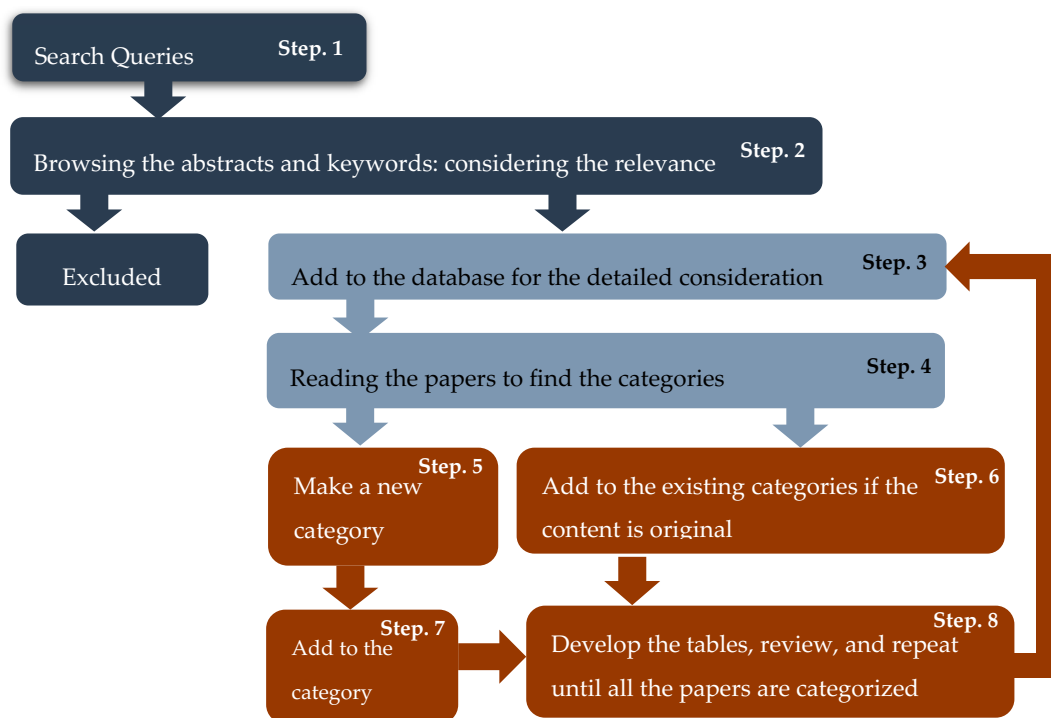 Search Queries
Step. 1
Browsing the abstracts and keywords: considering the relevance
Step. 2
Excluded
Add to the database for the detailed consideration
Step. 3
Reading the papers to find the categories
Step. 4
Step. 5
Make a new
category
Step. 6
Add to the existing categories if the
content is original
Step. 7
Add to the
category
Step. 8
Develop the tables, review, and repeat
until all the papers are categorized